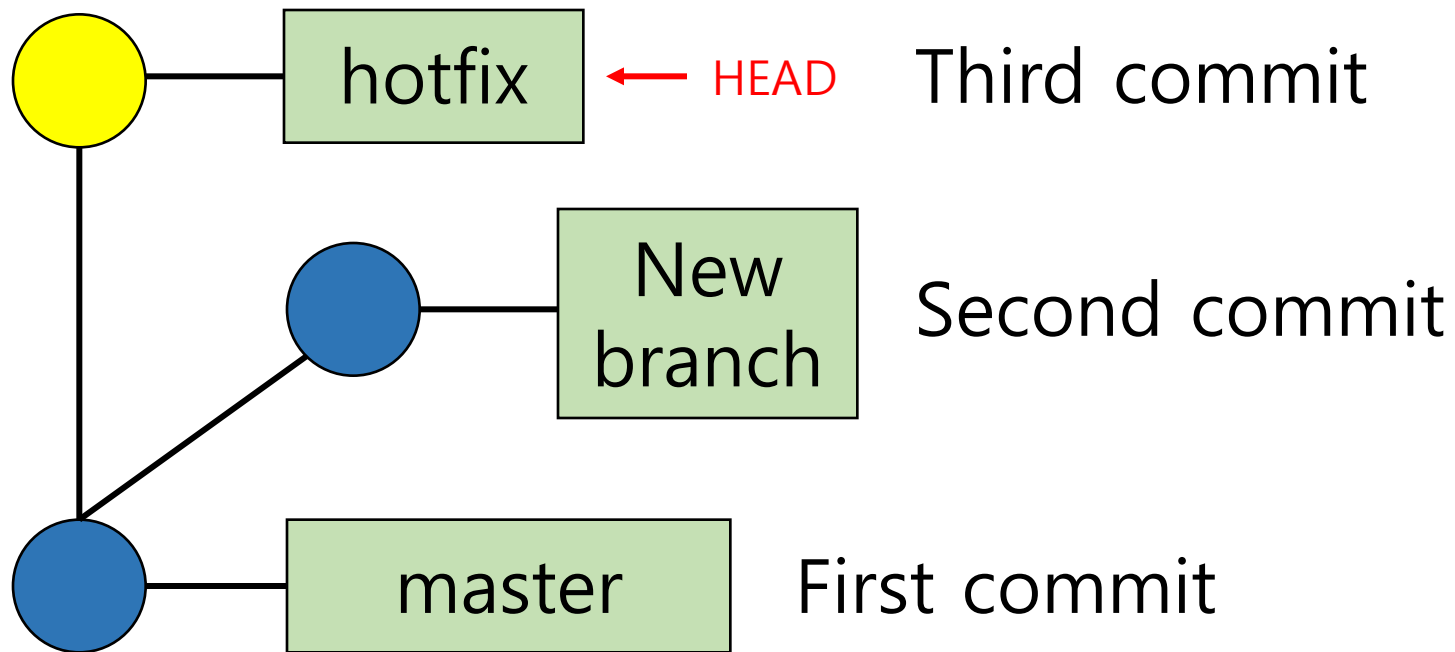 hotfix HEAD Third commit
New
branch
Second commit
master First commit